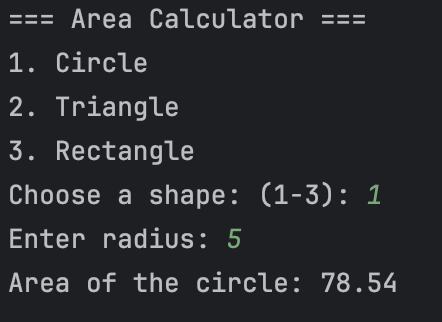 === Area Calculator ===
1. Circle
2. Triangle
3. Rectangle
Choose a shape: (1-3): 1
Enter radius: 5
Area of the circle: 78.54